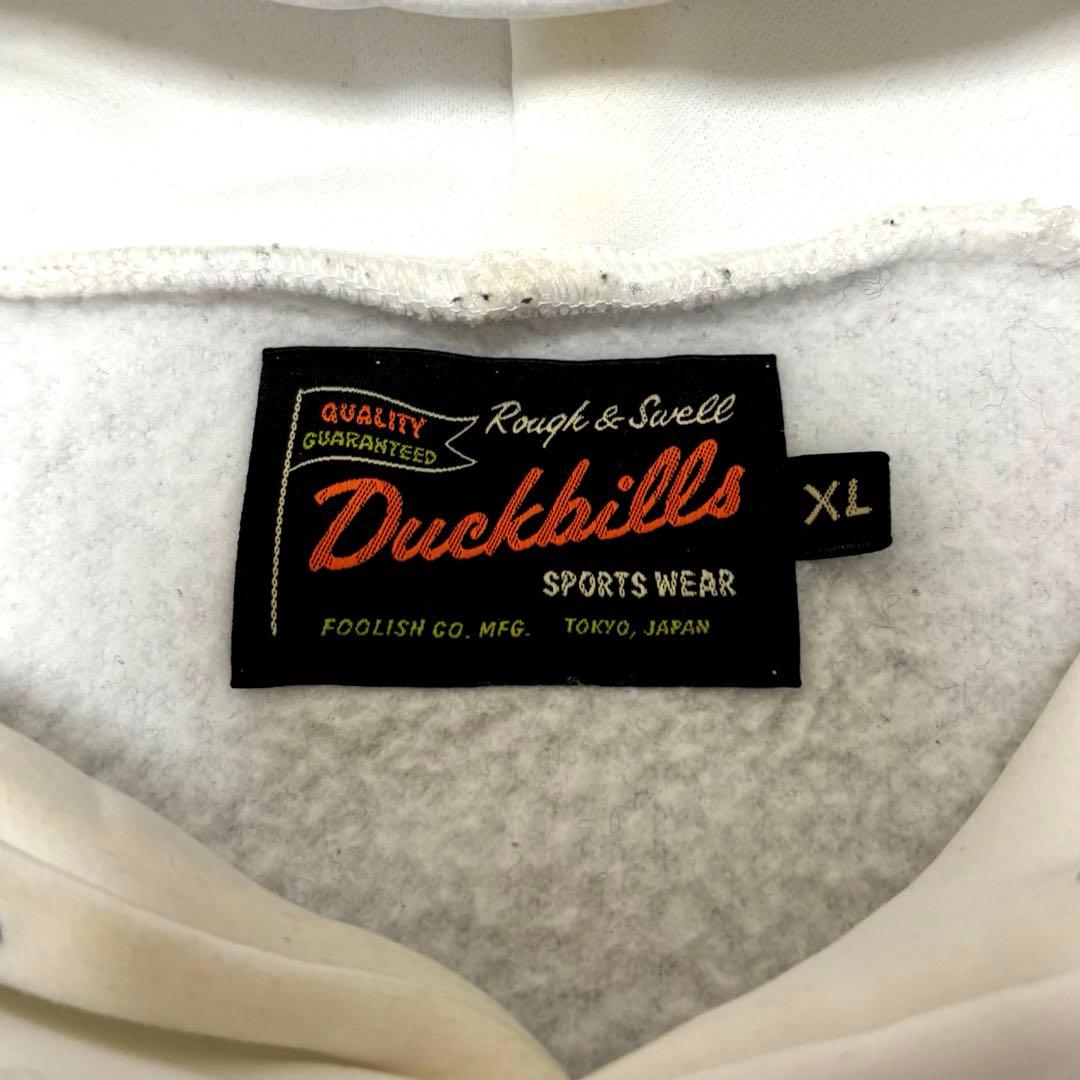 QUALITY
GUARANTEED
Rough & Swell
Duckbills
SPORTS WEAR
FOOLISH CO. MFG. TOKYO, JAPAN
XL